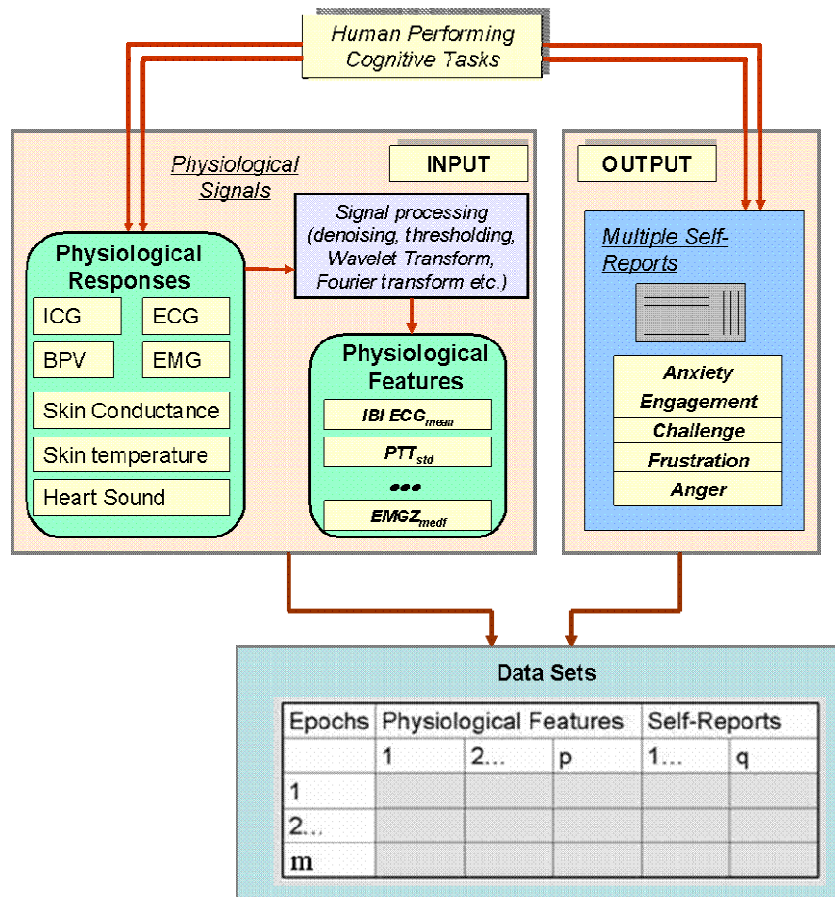 Human Performing
Cognitive Tasks
Physiological
Signals
INPUT
Signal processing
(denoising, thresholding,
Wavelet Transform,
Fourier transform etc.)
Physiological
Responses
ICG
ECG
BPV
EMG
Skin Conductance
Skin temperature
Heart Sound
Physiological
Features
IBI ECGmean
PTTstd
•••
EMGZmedf
OUTPUT
Multiple Self-
Reports
Anxiety
Engagement
Challenge
Frustration
Anger
Data Sets
Epochs Physiological Features Self-Reports
1 2... p 1... q
1
2...
m